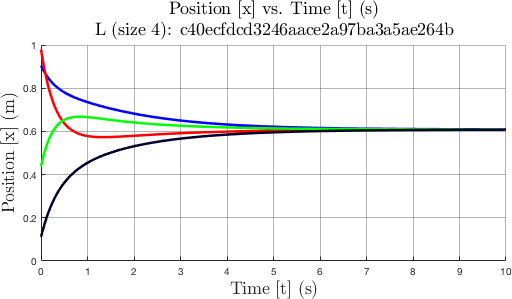 Position [x] vs. Time [t] (s)
L (size 4): c40ecfdcd3246aace2a97ba3a5ae264b
Position [x] (m)
1
0.8
0.6
0.4
0.2
0
0 1 2 3 4 5 6 7 8 9 10
Time [t] (s)